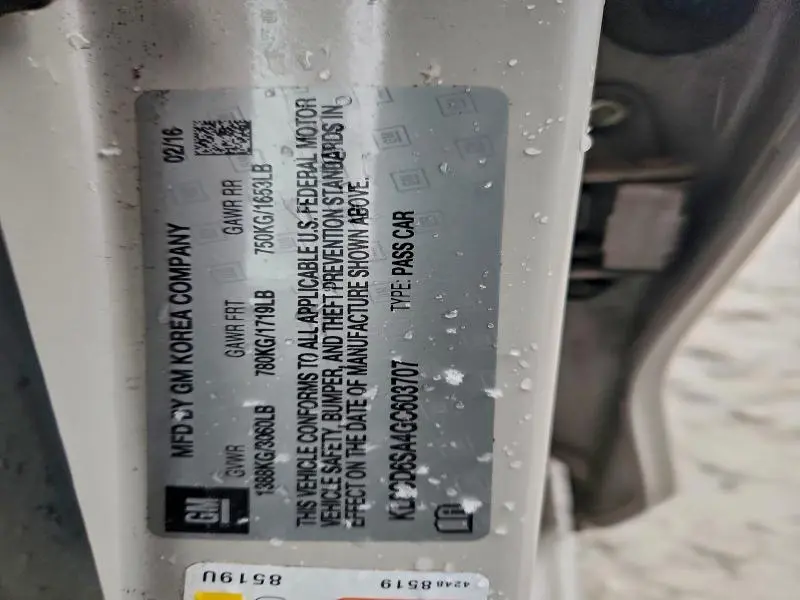 MFD BY GM KOREA COMPANY 02/16
GM
GVWR GAWR FRT GAWR RR
1388KG/3060LB 780KG/1719LB 750KG/1653LB
THIS VEHICLE CONFORMS TO ALL APPLICABLE U.S. FEDERAL MOTOR
VEHICLE SAFETY, BUMPER, AND THEFT PREVENTION STANDARDS IN
EFFECT ON THE DATE OF MANUFACTURE SHOWN ABOVE.
TYPE: PASS CAR
85190
4248 8519